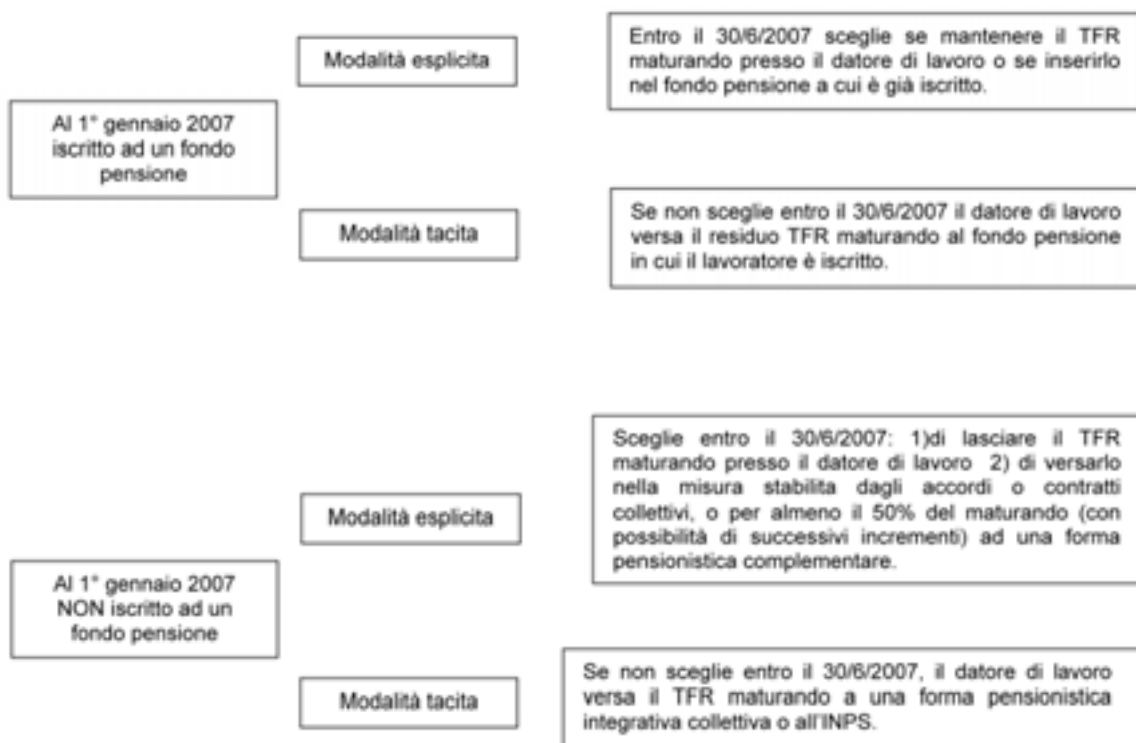 Modalità esplicita
Entro il 30/6/2007 sceglie se mantenere il TFR
maturando presso il datore di lavoro o se inserirlo
nel fondo pensione a cui è già iscritto.
Al 1° gennaio 2007
iscritto ad un fondo
pensione
Modalità tacita
Se non sceglie entro il 30/6/2007 il datore di lavoro
versa il residuo TFR maturando al fondo pensione
in cui il lavoratore è iscritto.
Modalità esplicita
Sceglie entro il 30/6/2007: 1)di lasciare il TFR
maturando presso il datore di lavoro 2) di versarlo
nella misura stabilita dagli accordi o contratti
collettivi, o per almeno il 50% del maturando (con
possibilità di successivi incrementi) ad una forma
pensionistica complementare.
Al 1° gennaio 2007
NON iscritto ad un
fondo pensione
Modalità tacita
Se non sceglie entro il 30/6/2007, il datore di lavoro
versa il TFR maturando a una forma pensionistica
integrativa collettiva o all'INPS.